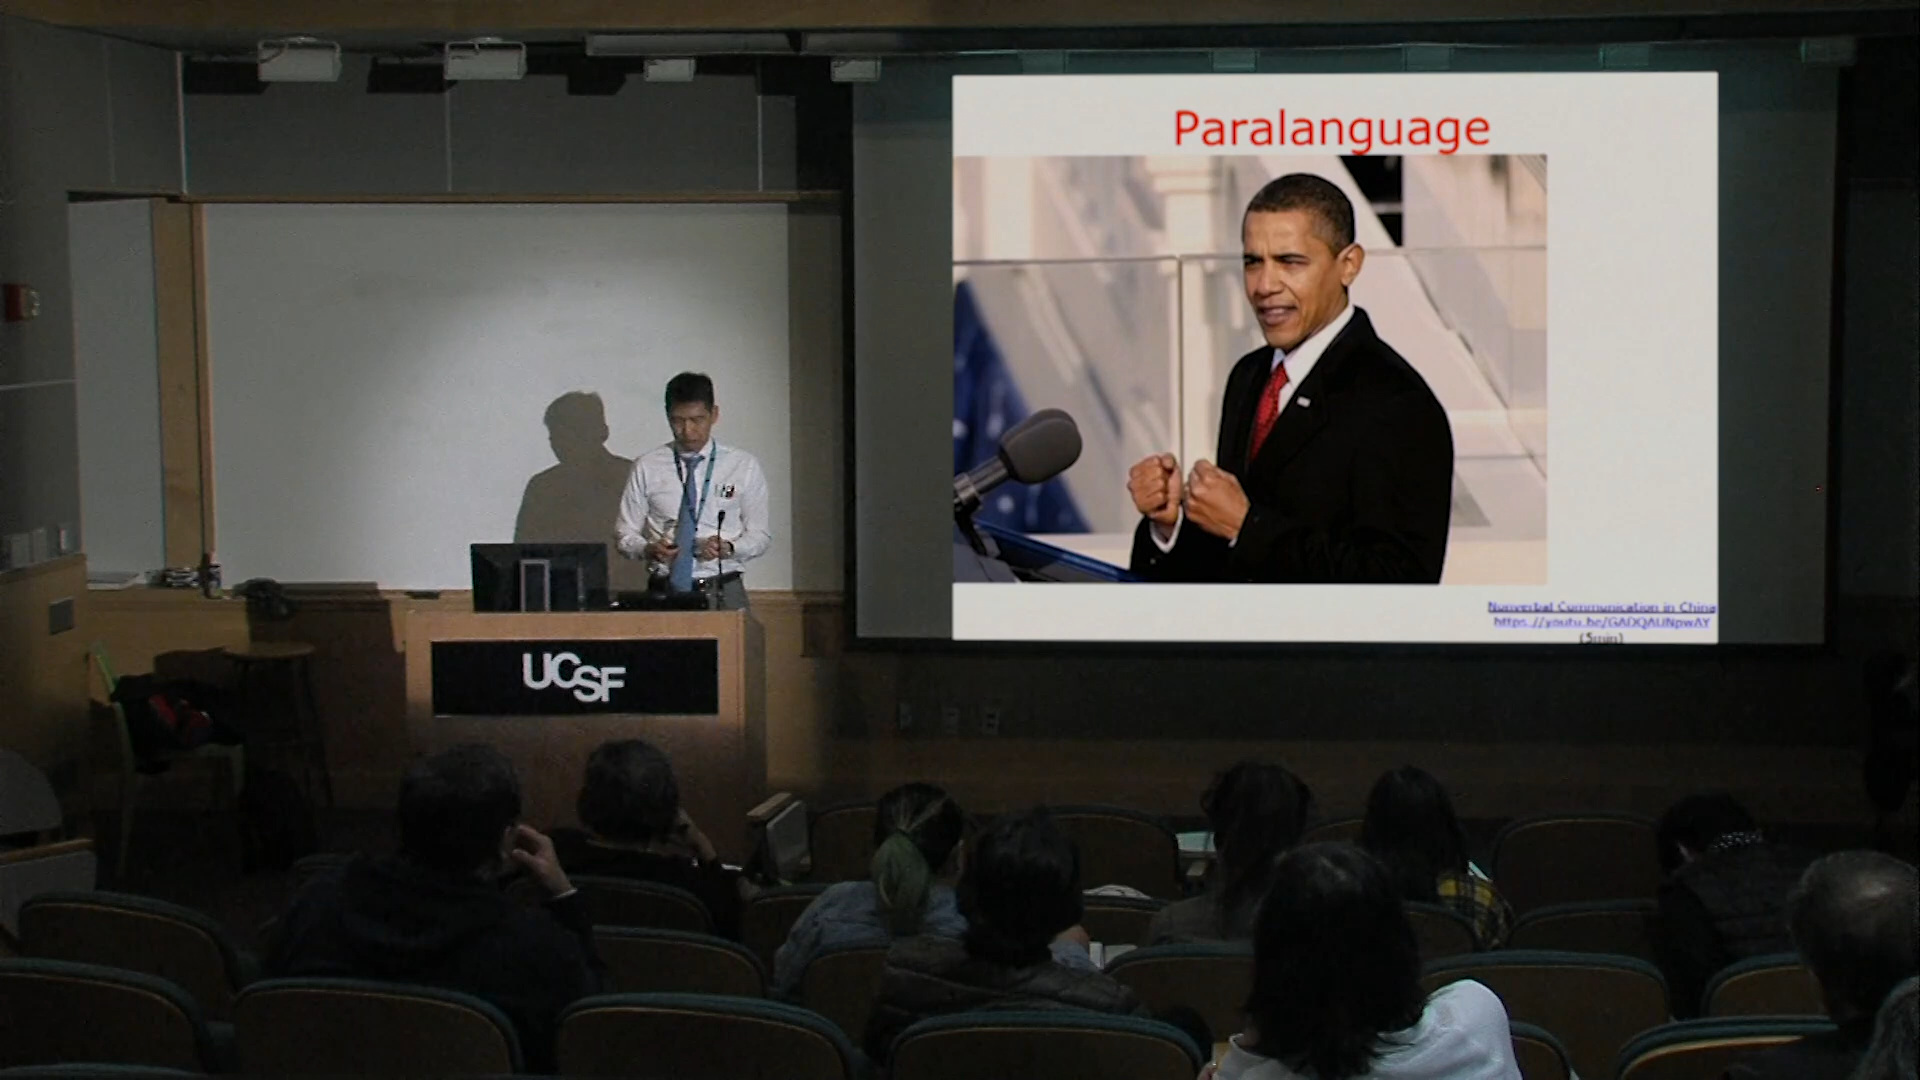 Paralanguage
Nonverbal Communication in China
https://youtu.be/GADQAUNpwAY
(5min)
UCSF